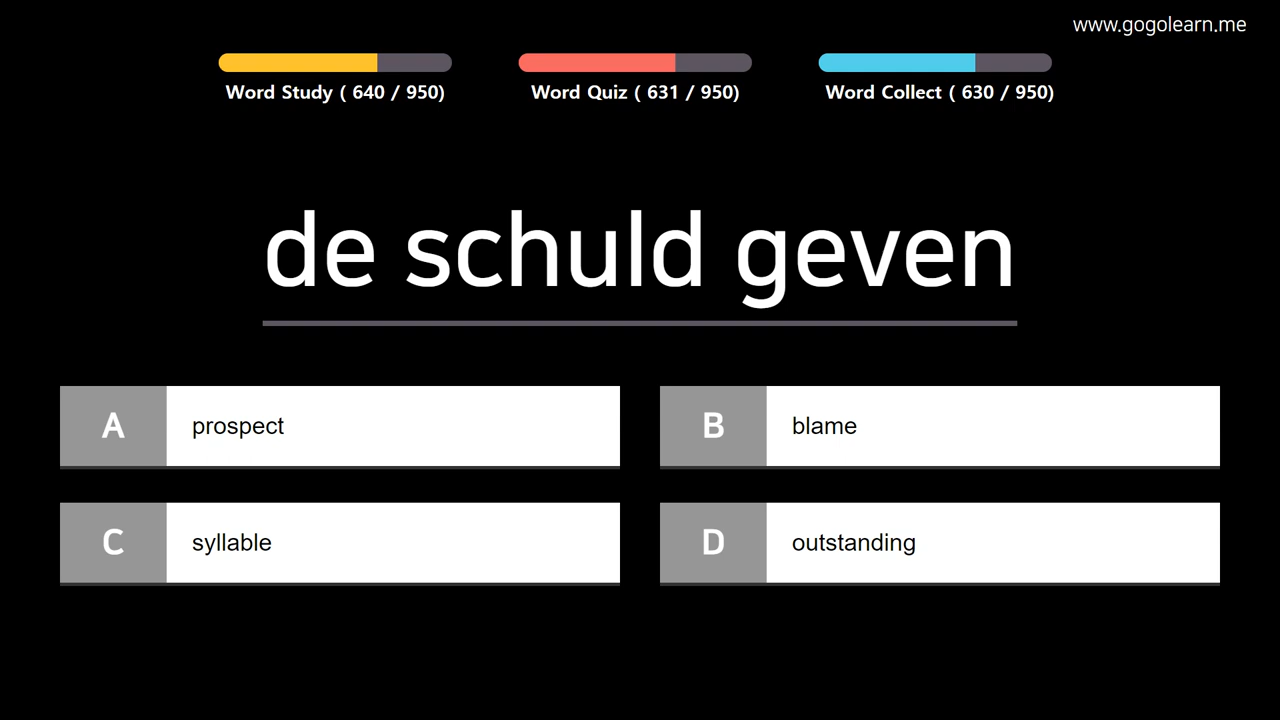 www.gogolearn.me
Word Study ( 640 / 950)
Word Quiz ( 631 / 950)
Word Collect ( 630 / 950)
de schuld geven
A prospect
B blame
C syllable
D outstanding